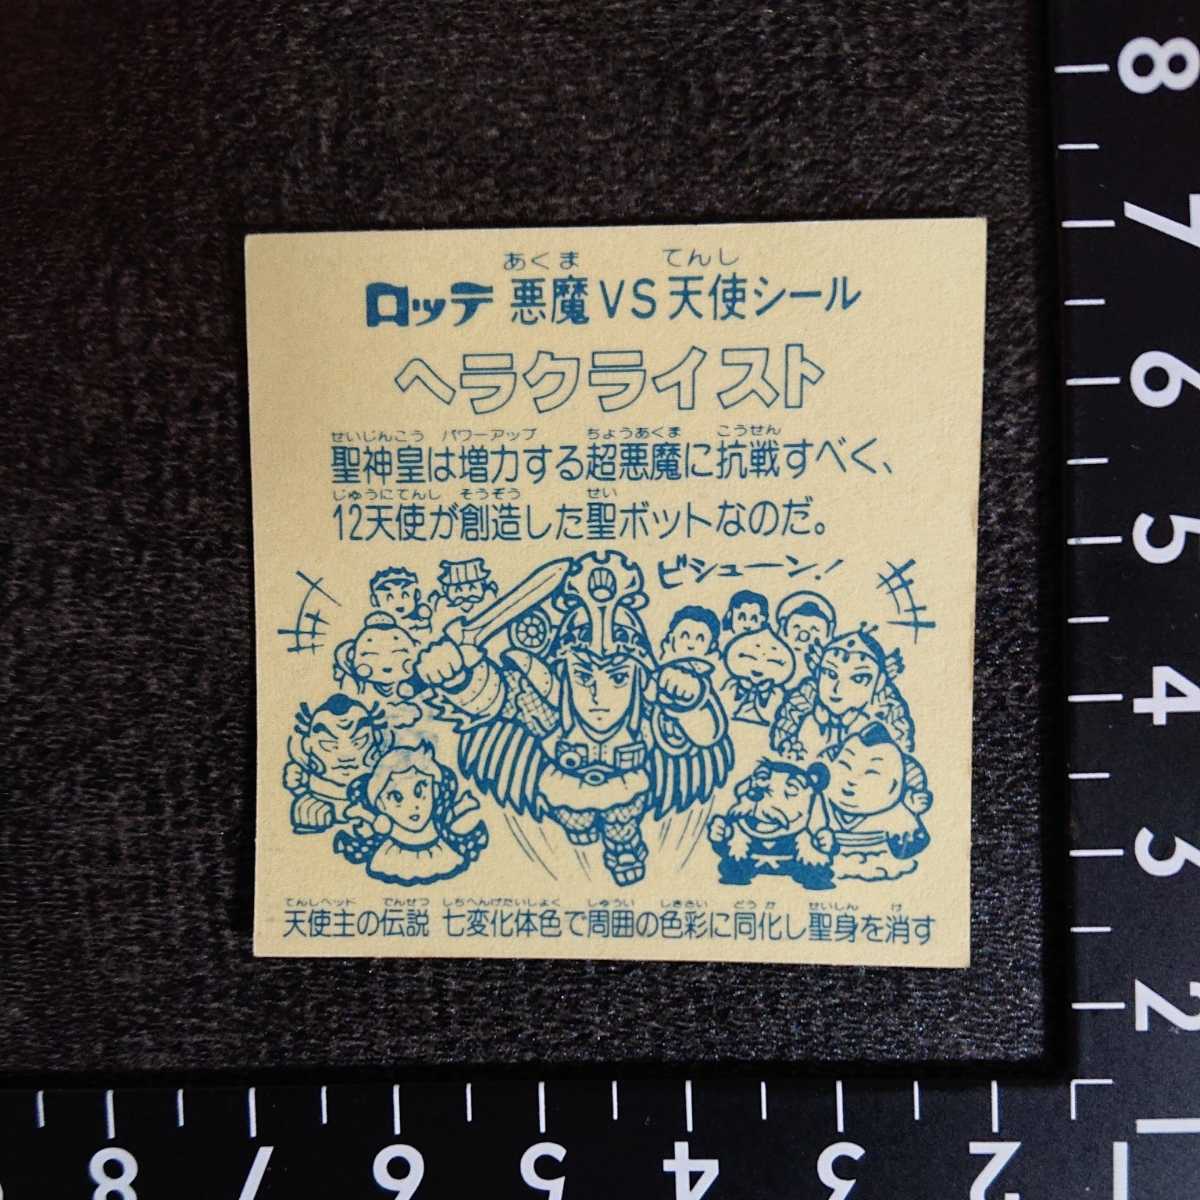 あくま てんし
ロッテ 悪魔VS天使シール
ヘラクライスト
せいじんこう パワーアップ ちょうあくま こうせん
聖神皇は増力する超悪魔に抗戦すべく、
じゅうにてんし そうぞう せい
12天使が創造した聖ボットなのだ。
ビシューーン!
てんしヘッド でんせつ しちへんげたいしょく しゅうい しきさい どうか せいしん け
天使主の伝説 七変化体色で周囲の色彩に同化し聖身を消す
8
7
6
5
4
3
2
1
8 7 6 5 4 3 2